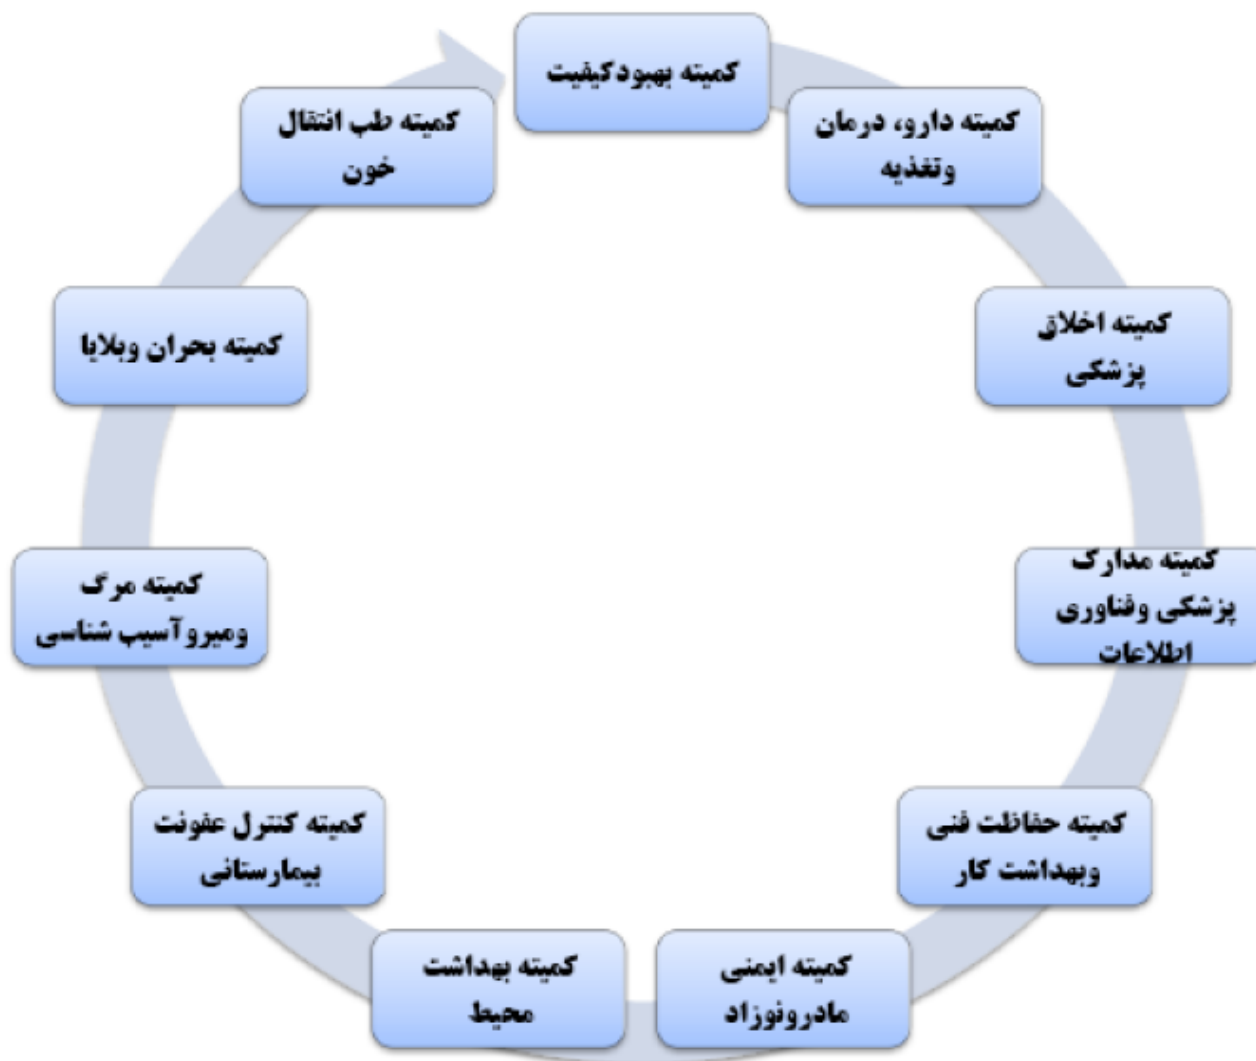 کمیته بهبودکیفیت
کمیته دارو، درمان
وتغذیه
کمیته اخلاق
پزشکی
کمیته مدارک
پزشکی وفناوری
اطلاعات
کمیته حفاظت فنی
وبهداشت کار
کمیته ایمنی
مادرونوزاد
کمیته بهداشت
محیط
کمیته کنترل عفونت
بیمارستانی
کمیته مرگ
ومیروآسیب شناسی
کمیته بحران وبلایا
کمیته طب انتقال
خون